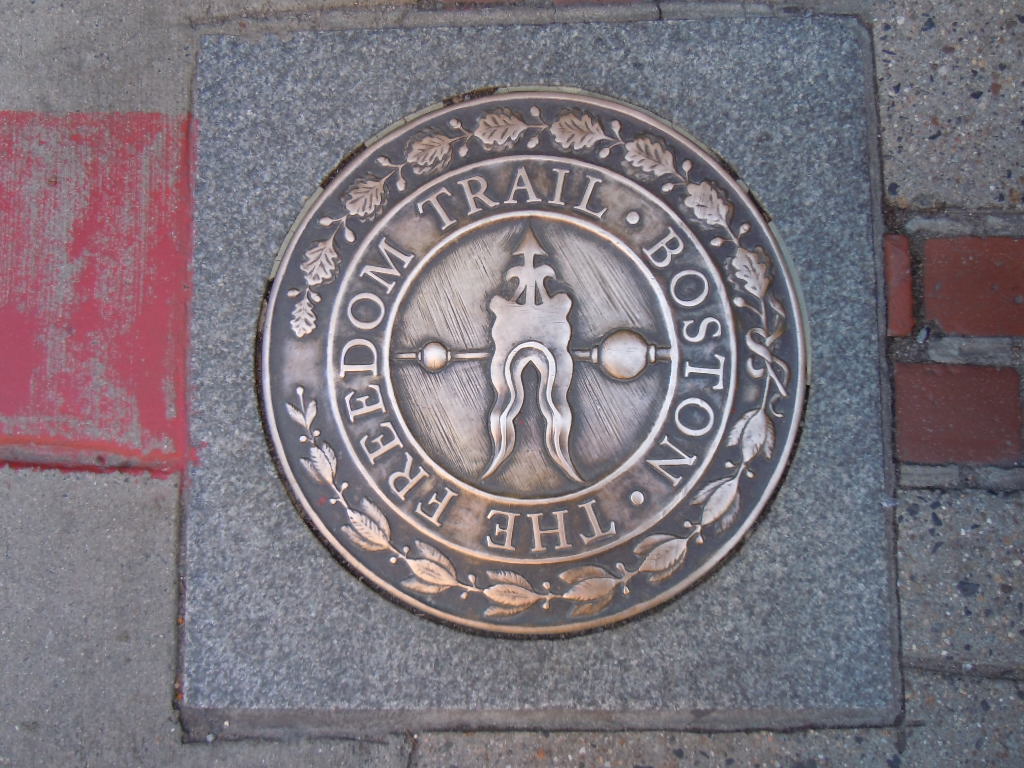 THE FREEDOM TRAIL • BOSTON •